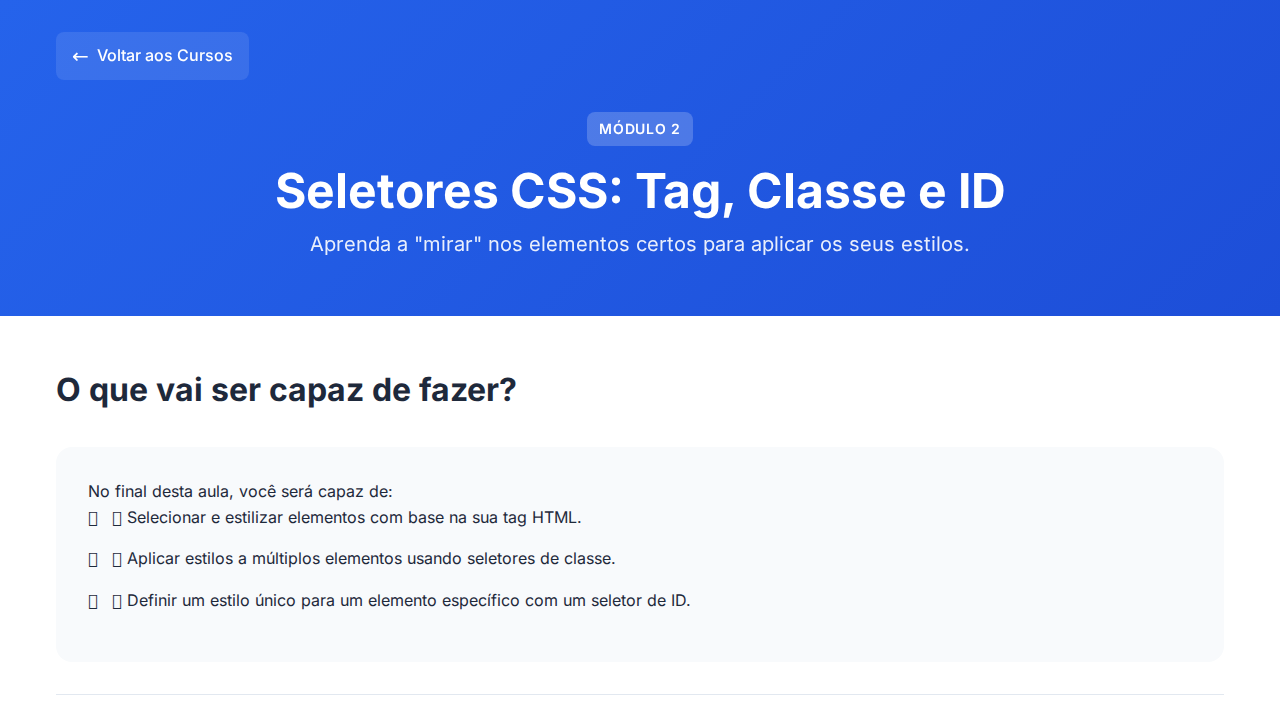 ← Voltar aos Cursos
MÓDULO 2
Seletores CSS: Tag, Classe e ID
Aprenda a "mirar" nos elementos certos para aplicar os seus estilos.
O que vai ser capaz de fazer?
No final desta aula, você será capaz de:
Selecionar e estilizar elementos com base na sua tag HTML.
Aplicar estilos a múltiplos elementos usando seletores de classe.
Definir um estilo único para um elemento específico com um seletor de ID.